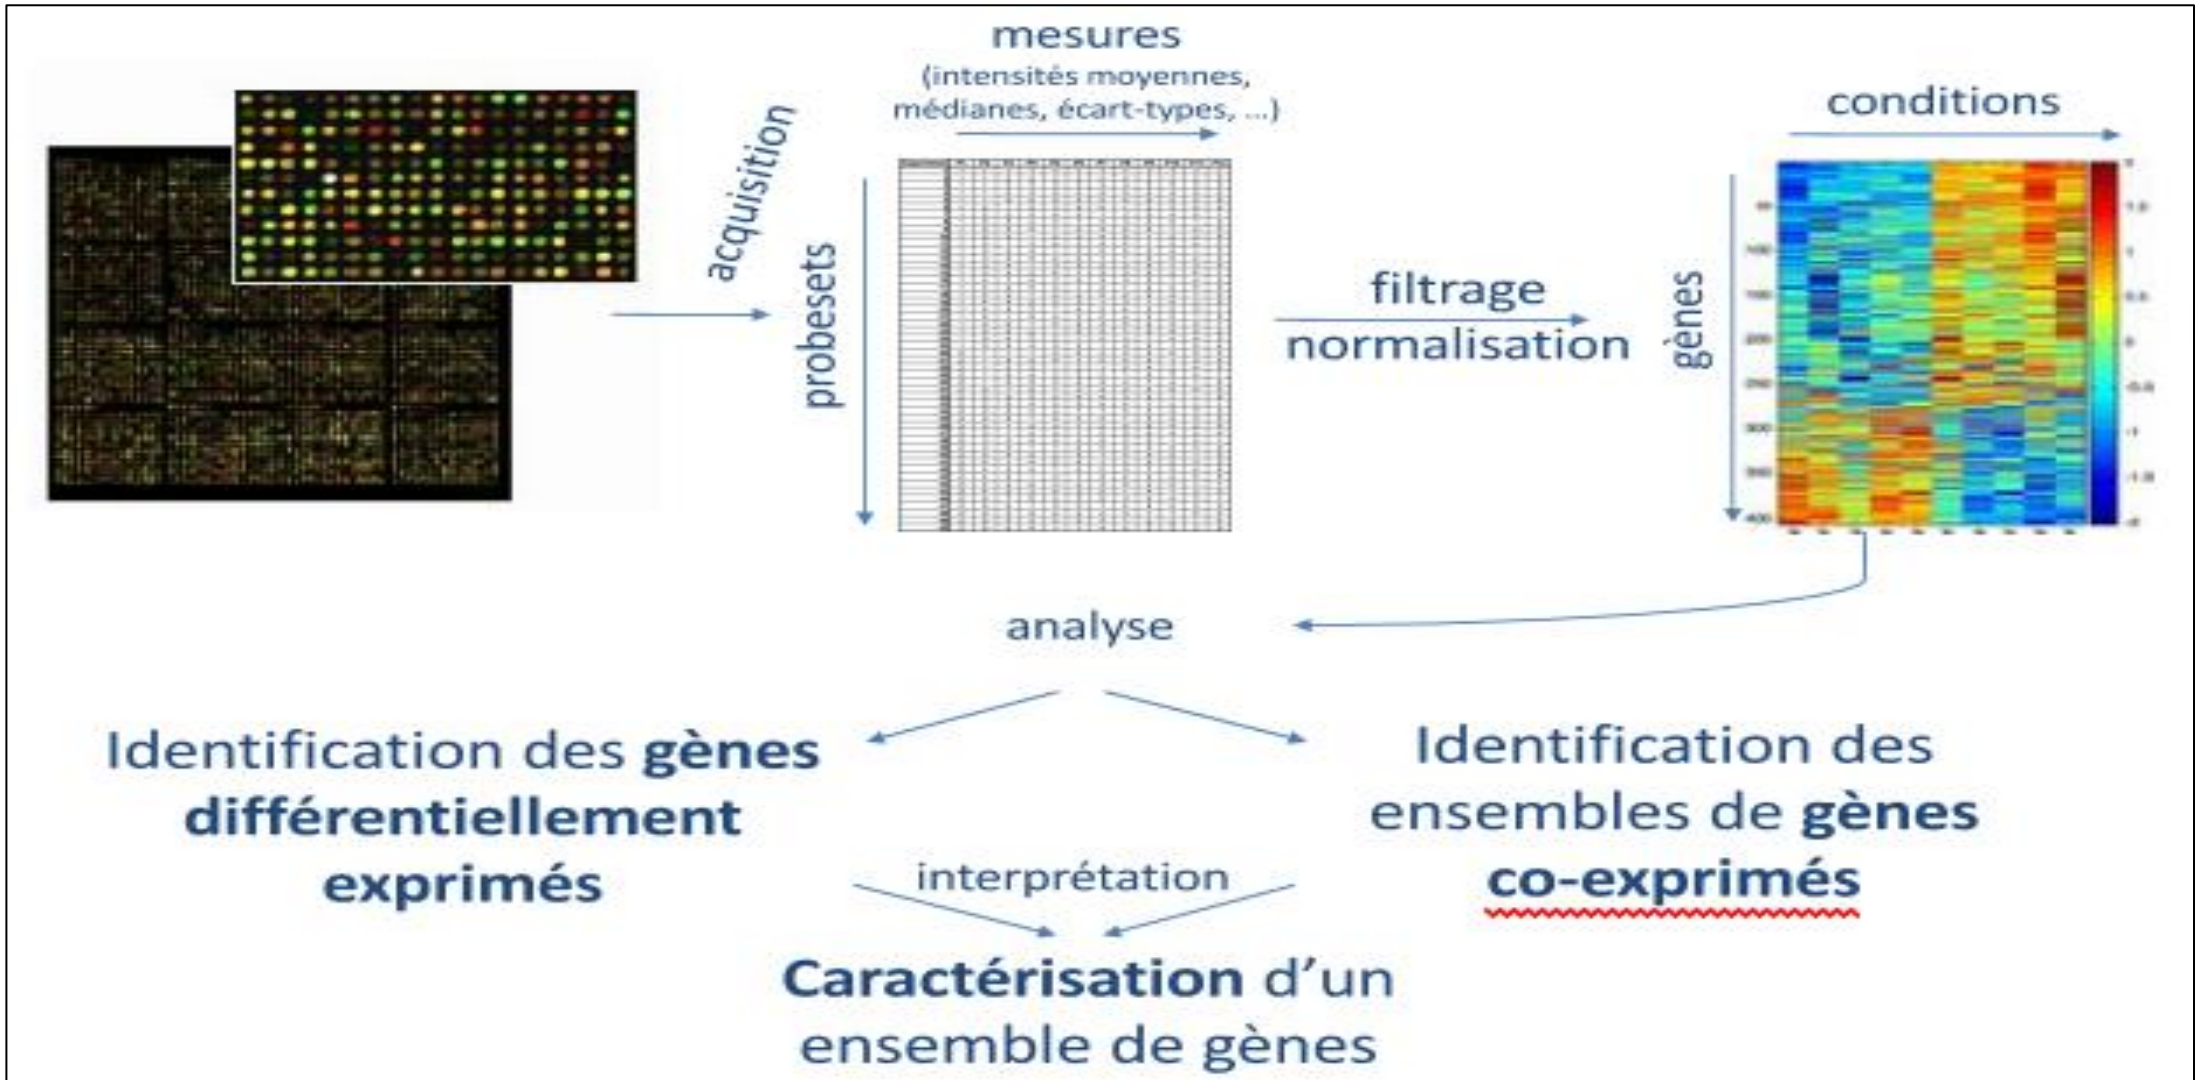 mesures
(intensités moyennes,
médianes, écart-types, ...)
acquisition
probesets
filtrage
normalisation
conditions
gènes
analyse
Identification des gènes
différentiellement
exprimés
Identification des
ensembles de gènes
co-exprimés
interprétation
Caractérisation d'un
ensemble de gènes